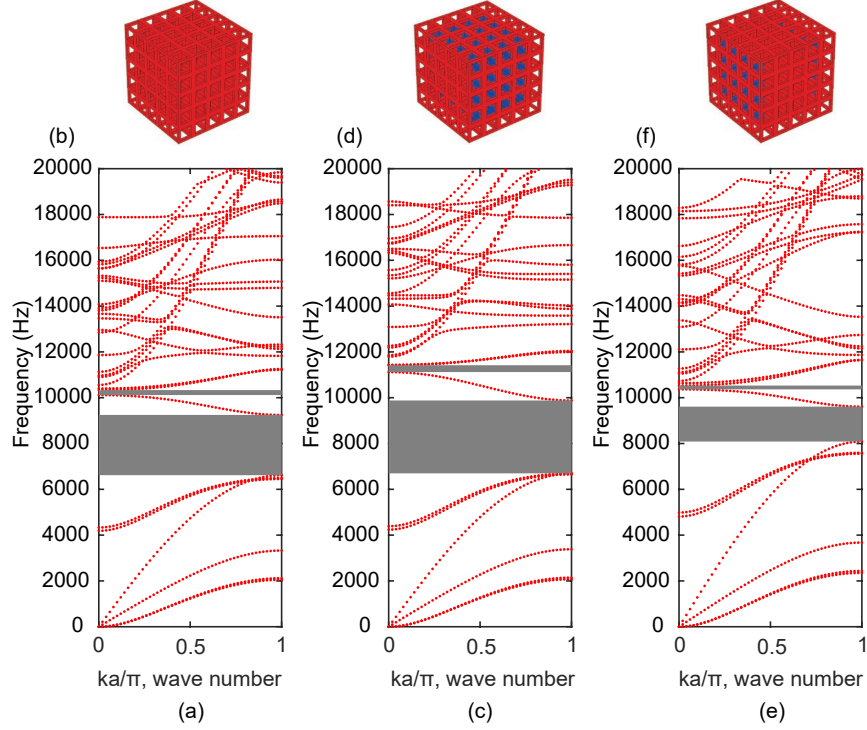 (b) (d) (f)
20000 20000 20000
18000 18000 18000
16000 16000 16000
14000 14000 14000
12000 12000 12000
10000 10000 10000
8000 8000 8000
6000 6000 6000
4000 4000 4000
2000 2000 2000
0 0 0
Frequency (Hz) Frequency (Hz) Frequency (Hz)
0 0.5 1 0 0.5 1 0 0.5 1
ka/π, wave number ka/π, wave number ka/π, wave number
(a) (c) (e)